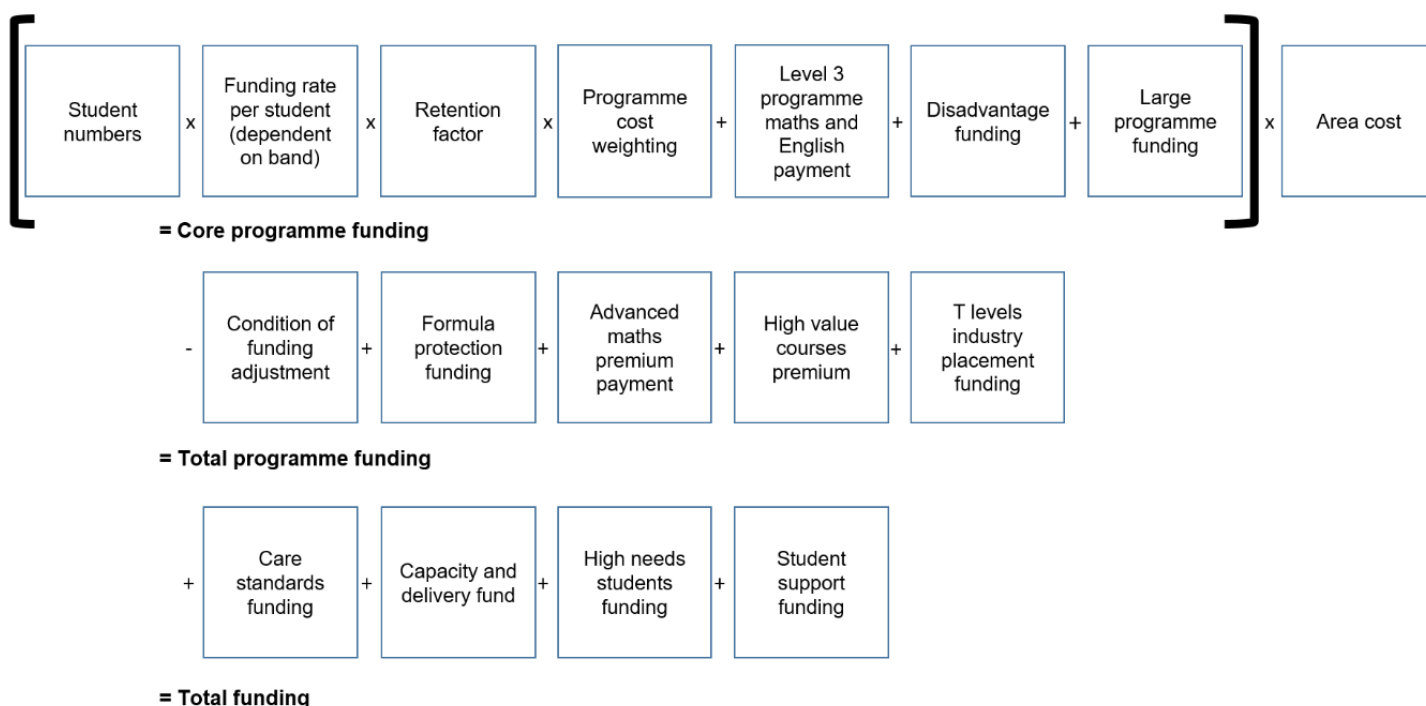 Student
numbers
x
Funding rate
per student
(dependent
on band)
x
Retention
factor
x
Programme
cost
weighting
+
Level 3
programme
maths and
English
payment
+
Disadvantage
funding
+
Large
programme
funding
x
Area cost
= Core programme funding
-
Condition of
funding
adjustment
+
Formula
protection
funding
+
Advanced
maths
premium
payment
+
High value
courses
premium
+
T levels
industry
placement
funding
= Total programme funding
+
Care
standards
funding
+
Capacity and
delivery fund
+
High needs
students
funding
+
Student
support
funding
= Total funding